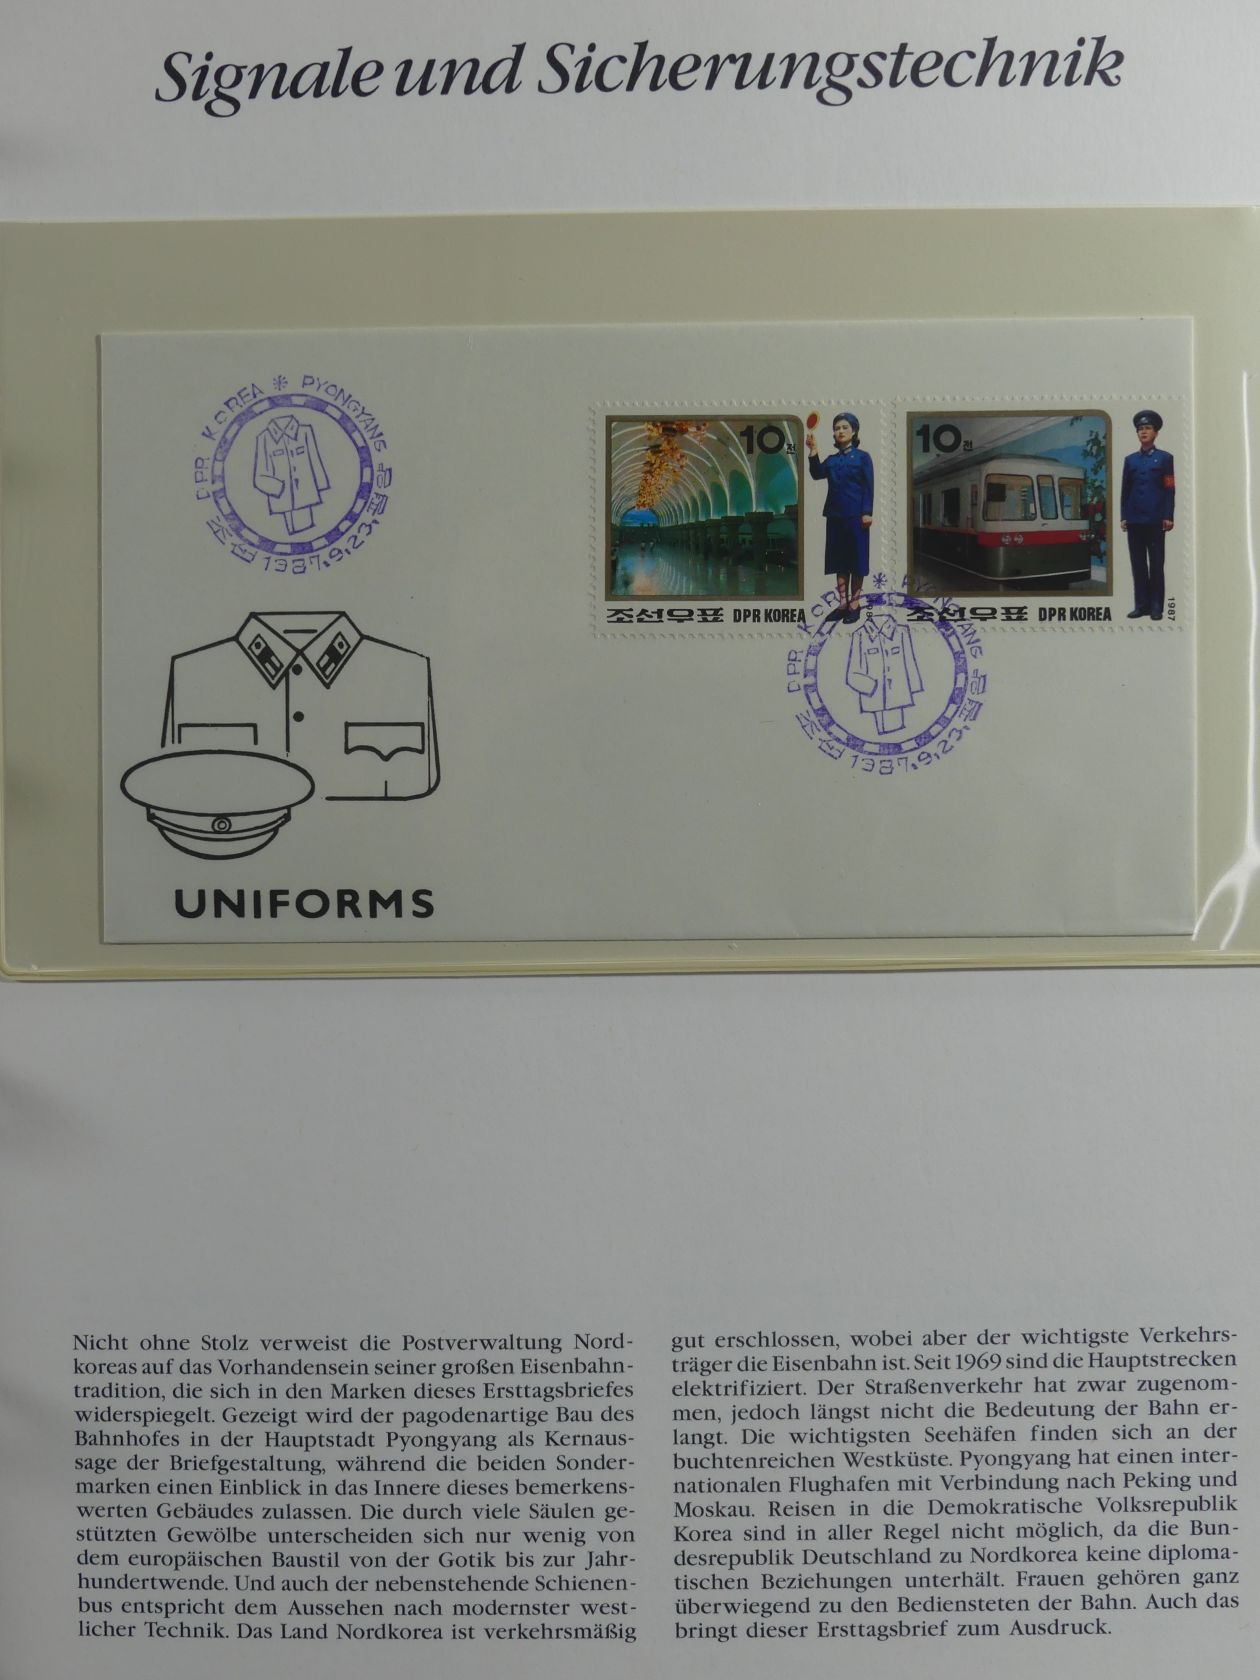 Signale und Sicherungstechnik
DPR KOREA * PYONGYANG
조선 1987.9.23. 평양
10전
10전
조선우표 DPR KOREA
조선우표 DPR KOREA 1987
DPR KOREA * PYONGYANG
조선 1987.9.23. 평양
UNIFORMS
Nicht ohne Stolz verweist die Postverwaltung Nord-
koreas auf das Vorhandensein seiner großen Eisenbahn-
tradition, die sich in den Marken dieses Ersttagsbriefes
widerspiegelt. Gezeigt wird der pagodenartige Bau des
Bahnhofes in der Hauptstadt Pyongyang als Kernaus-
sage der Briefgestaltung, während die beiden Sonder-
marken einen Einblick in das Innere dieses bemerkens-
werten Gebäudes zulassen. Die durch viele Säulen ge-
stützten Gewölbe unterscheiden sich nur wenig von
dem europäischen Baustil von der Gotik bis zur Jahr-
hundertwende. Und auch der nebenstehende Schienen-
bus entspricht dem Aussehen nach modernster west-
licher Technik. Das Land Nordkorea ist verkehrsmäßig
gut erschlossen, wobei aber der wichtigste Verkehrs-
träger die Eisenbahn ist. Seit 1969 sind die Hauptstrecken
elektrifiziert. Der Straßenverkehr hat zwar zugenom-
men, jedoch längst nicht die Bedeutung der Bahn er-
langt. Die wichtigsten Seehäfen finden sich an der
buchtenreichen Westküste. Pyongyang hat einen inter-
nationalen Flughafen mit Verbindung nach Peking und
Moskau. Reisen in die Demokratische Volksrepublik
Korea sind in aller Regel nicht möglich, da die Bun-
desrepublik Deutschland zu Nordkorea keine diploma-
tischen Beziehungen unterhält. Frauen gehören ganz
überwiegend zu den Bediensteten der Bahn. Auch das
bringt dieser Ersttagsbrief zum Ausdruck.